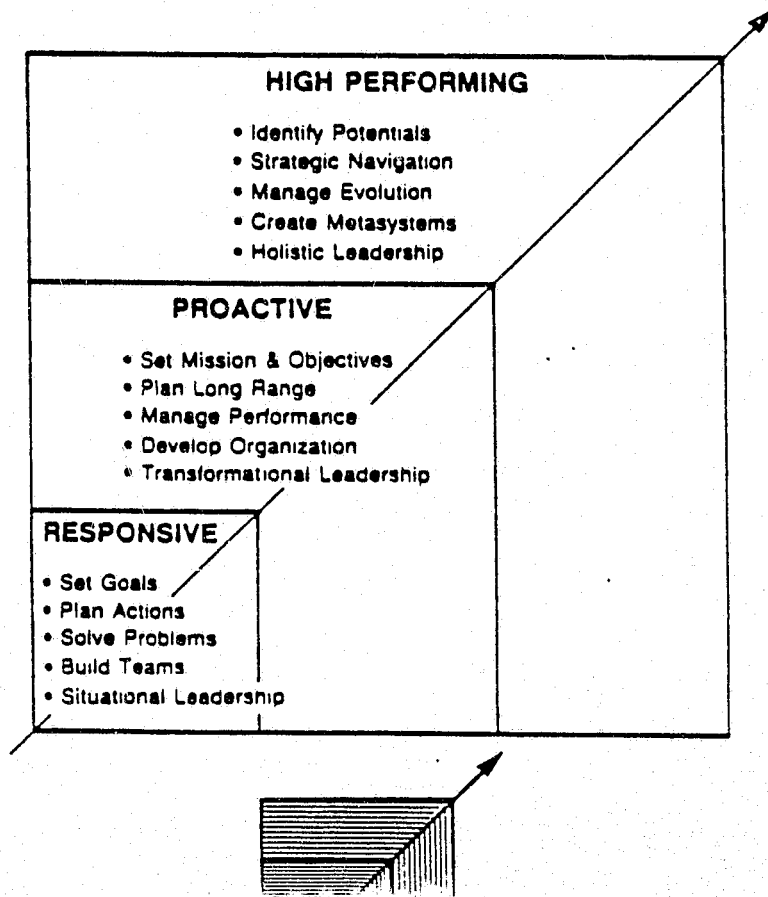 HIGH PERFORMING
• Identify Potentials
• Strategic Navigation
• Manage Evolution
• Create Metasystems
• Holistic Leadership
PROACTIVE
• Set Mission & Objectives
• Plan Long Range
• Manage Performance
• Develop Organization
• Transformational Leadership
RESPONSIVE
• Set Goals
• Plan Actions
• Solve Problems
• Build Teams
• Situational Leadership